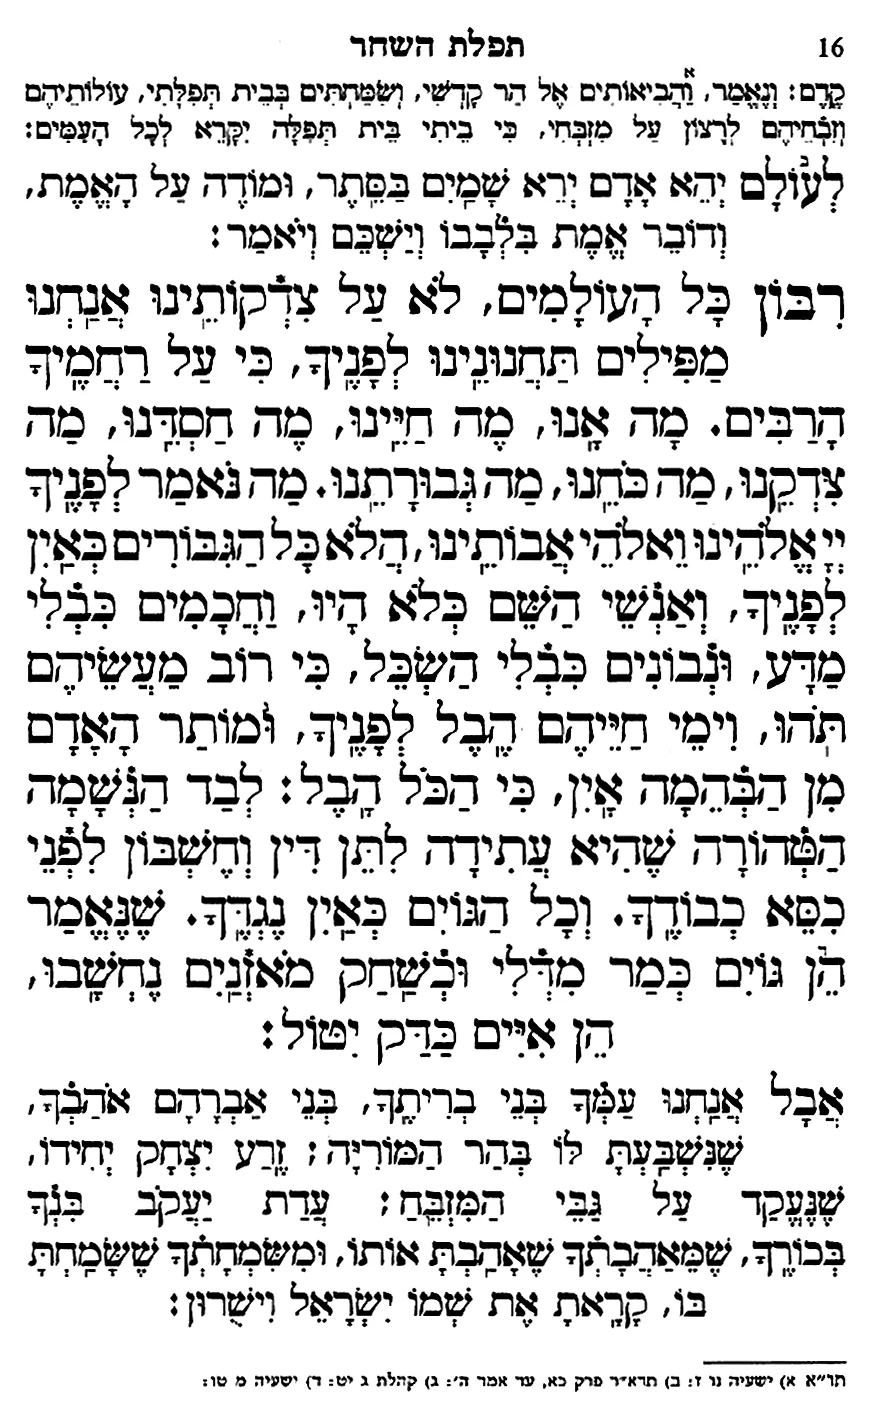 תפלת השחר 16
קֶדֶם: וְנֶאֱמַר, וַהֲבִיאוֹתִים אֶל הַר קָדְשִׁי, וְשִׂמַּחְתִּים בְּבֵית תְּפִלָּתִי, עוֹלוֹתֵיהֶם
וְזִבְחֵיהֶם לְרָצוֹן עַל מִזְבְּחִי, כִּי בֵיתִי בֵּית תְּפִלָּה יִקָּרֵא לְכָל הָעַמִּים:
לְעוֹלָם יְהֵא אָדָם יְרֵא שָׁמַיִם בַּסֵּתֶר, וּמוֹדֶה עַל הָאֱמֶת,
וְדוֹבֵר אֱמֶת בִּלְבָבוֹ וְיַשְׁכֵּם וְיֹאמַר:
רִבּוֹן כָּל הָעוֹלָמִים, לֹא עַל צִדְקוֹתֵינוּ אֲנַחְנוּ
מַפִּילִים תַּחֲנוּנֵינוּ לְפָנֶיךָ, כִּי עַל רַחֲמֶיךָ
הָרַבִּים. מָה אָנוּ, מֶה חַיֵּינוּ, מֶה חַסְדֵּנוּ, מַה
צִּדְקֵנוּ, מַה כֹּחֵנוּ, מַה גְּבוּרָתֵנוּ. מַה נֹּאמַר לְפָנֶיךָ
יְיָ אֱלֹהֵינוּ וֵאלֹהֵי אֲבוֹתֵינוּ, הֲלֹא כָּל הַגִּבּוֹרִים כְּאַיִן
לְפָנֶיךָ, וְאַנְשֵׁי הַשֵּׁם כְּלֹא הָיוּ, וַחֲכָמִים כִּבְלִי
מַדָּע, וּנְבוֹנִים כִּבְלִי הַשְׂכֵּל, כִּי רוֹב מַעֲשֵׂיהֶם
תֹּהוּ, וִימֵי חַיֵּיהֶם הֶבֶל לְפָנֶיךָ, וּמוֹתַר הָאָדָם
מִן הַבְּהֵמָה אָיִן, כִּי הַכֹּל הָבֶל: לְבַד הַנְּשָׁמָה
הַטְּהוֹרָה שֶׁהִיא עֲתִידָה לִתֵּן דִּין וְחֶשְׁבּוֹן לִפְנֵי
כִסֵּא כְבוֹדֶךָ. וְכָל הַגּוֹיִם כְּאַיִן נֶגְדֶּךָ. שֶׁנֶּאֱמַר
הֵן גּוֹיִם כְּמַר מִדְּלִי וּכְשַׁחַק מֹאזְנַיִם נֶחְשָׁבוּ,
הֵן אִיִּים כַּדַּק יִטּוֹל:
אֲבָל אֲנַחְנוּ עַמְּךָ בְּנֵי בְרִיתֶךָ, בְּנֵי אַבְרָהָם אֹהַבְךָ,
שֶׁנִּשְׁבַּעְתָּ לּוֹ בְּהַר הַמּוֹרִיָּה; זֶרַע יִצְחָק יְחִידוֹ,
שֶׁנֶּעֱקַד עַל גַּבֵּי הַמִּזְבֵּחַ; עֲדַת יַעֲקֹב בִּנְךָ
בְּכוֹרֶךָ, שֶׁמֵּאַהֲבָתְךָ שֶׁאָהַבְתָּ אוֹתוֹ, וּמִשִּׂמְחָתְךָ שֶׁשָּׂמַחְתָּ
בּוֹ, קָרָאתָ אֶת שְׁמוֹ יִשְׂרָאֵל וִישֻׁרוּן:
תו״א א) ישעיה נו ז: ב) תדא״ר פרק כא, עד אמר ה׳: ג) קהלת ג יט: ד) ישעיה מ טו: